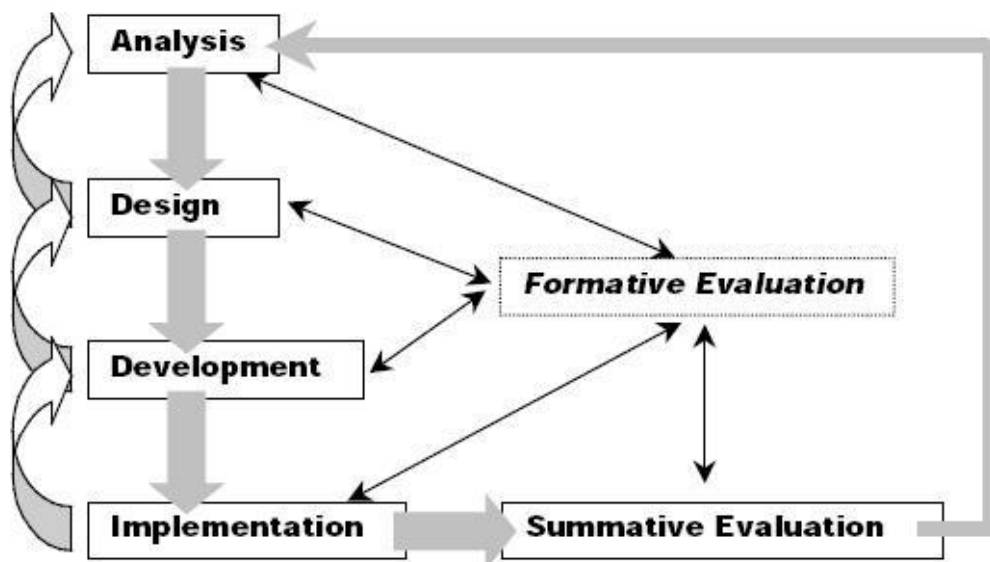 Analysis
Design
Formative Evaluation
Development
Implementation
Summative Evaluation